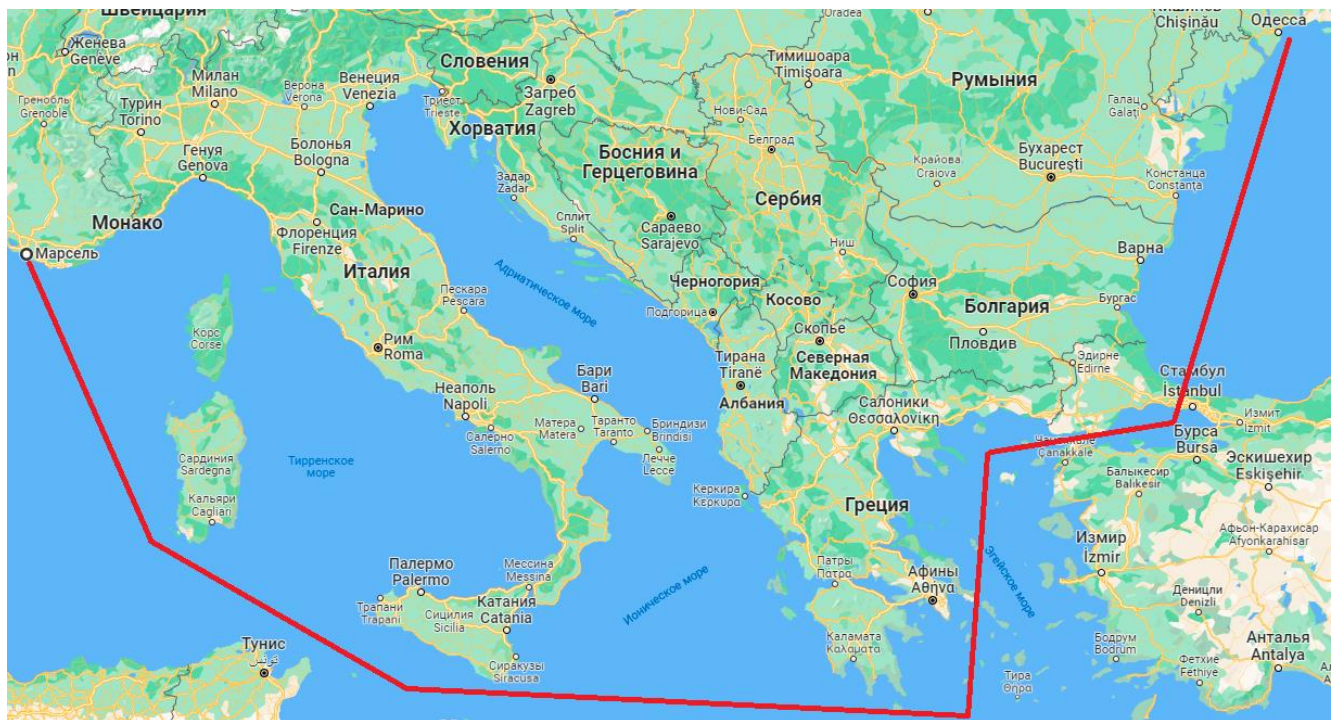 Швейцария
Женева
Genève
Гренобль
Grenoble
Милан
Milano
Турин
Torino
Верона
Verona
Венеция
Venezia
Генуя
Genova
Болонья
Bologna
Монако
Марсель
Сан-Марино
Флоренция
Firenze
Италия
Пескара
Pescara
Корс
Corse
Рим
Roma
Неаполь
Napoli
Салерно
Salerno
Бари
Bari
Матера
Matera
Таранто
Taranto
Бриндизи
Brindisi
Лечче
Lecce
Сардиния
Sardegna
Кальяри
Cagliari
Тирренское
море
Палермо
Palermo
Трапани
Trapani
Сицилия
Sicilia
Мессина
Messina
Катания
Catania
Сиракузы
Siracusa
Тунис
تونس
Словения
Триест
Trieste
Загреб
Zagreb
Хорватия
Задар
Zadar
Сплит
Split
Босния и
Герцеговина
Сараево
Sarajevo
Адриатическое море
Черногория
Подгорица
Тимишоара
Timișoara
Oradea
Нови-Сад
Белград
Сербия
Ниш
Косово
Скопье
Северная
Македония
Тирана
Tiranë
Албания
Керкира
Κέρκυρα
Румыния
Крайова
Craiova
Бухарест
București
Галац
Galați
Констанца
Constanța
Chișinău
Одесса
София
Болгария
Пловдив
Варна
Бургас
Эдирне
Edirne
Стамбул
İstanbul
Измит
İzmit
Салоники
Θεσσαλονίκη
Çanakkale
Бурса
Bursa
Балыкесир
Balıkesir
Эскишехир
Eskişehir
Афьон-Карахисар
Afyonkarahisar
Греция
Измир
İzmir
Эгейское море
Ионическое море
Патры
Πάτρα
Афины
Αθήνα
Каламата
Καλαμάτα
Тира
Θήρα
Денизли
Denizli
Бодрум
Bodrum
Фетхие
Fethiye
Анталья
Antalya